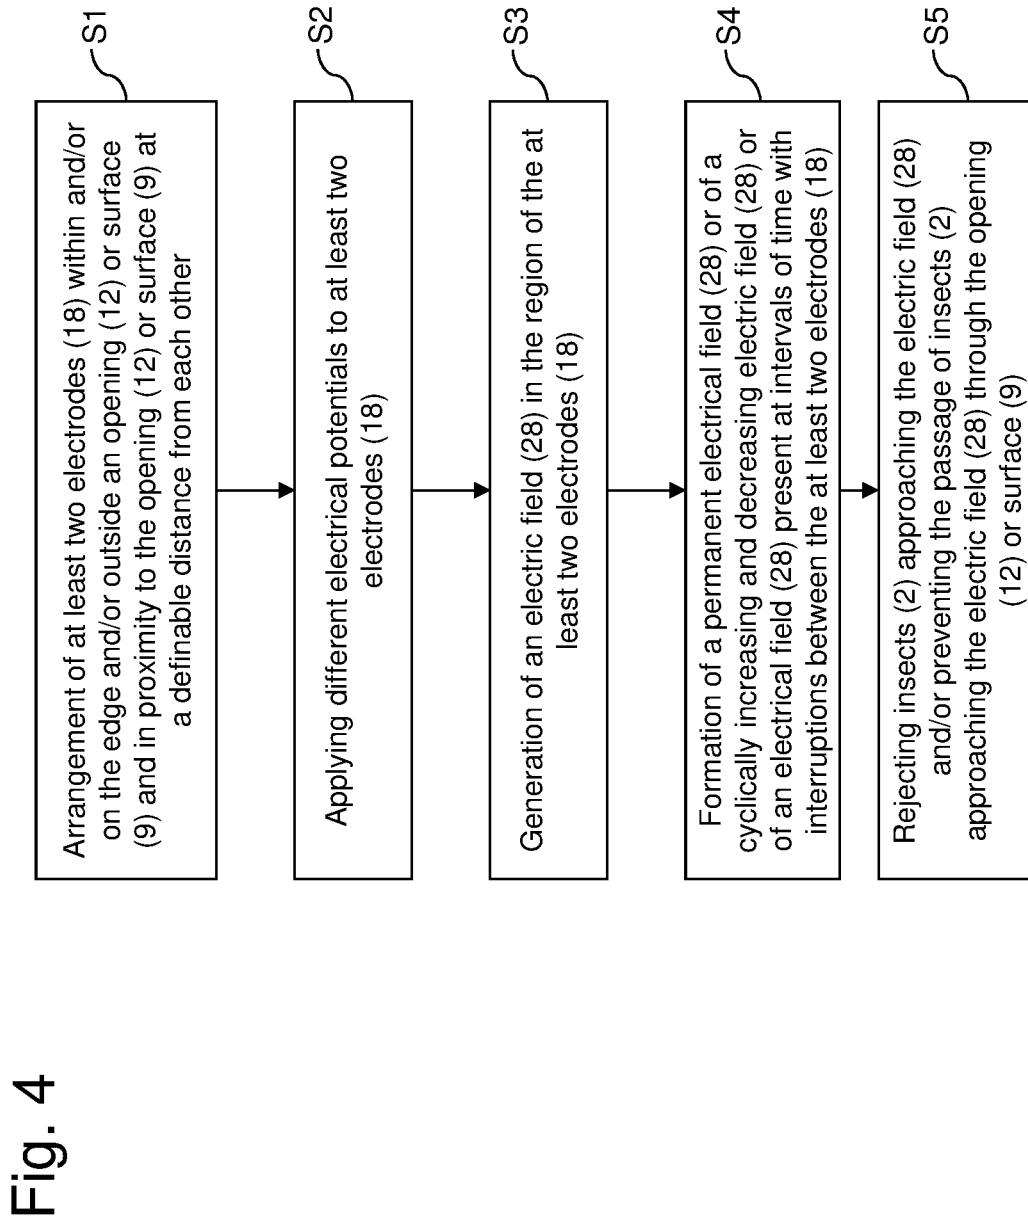 Fig. 4
Arrangement of at least two electrodes (18) within and/or
on the edge and/or outside an opening (12) or surface
(9) and in proximity to the opening (12) or surface (9) at
a definable distance from each other
S1
Applying different electrical potentials to at least two
electrodes (18)
S2
Generation of an electric field (28) in the region of the at
least two electrodes (18)
S3
Formation of a permanent electrical field (28) or of a
cyclically increasing and decreasing electric field (28) or
of an electrical field (28) present at intervals of time with
interruptions between the at least two electrodes (18)
S4
Rejecting insects (2) approaching the electric field (28)
and/or preventing the passage of insects (2)
approaching the electric field (28) through the opening
(12) or surface (9)
S5